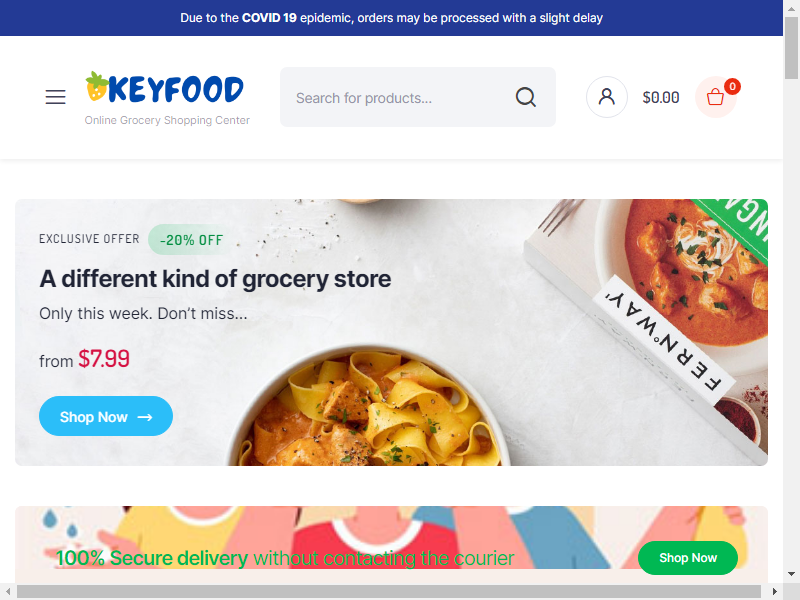 Due to the COVID 19 epidemic, orders may be processed with a slight delay
KEYFOOD
Online Grocery Shopping Center
Search for products...
$0.00
0
EXCLUSIVE OFFER
-20% OFF
A different kind of grocery store
Only this week. Don’t miss...
from $7.99
Shop Now
FERN°WAY'
100% Secure delivery without contacting the courier
Shop Now